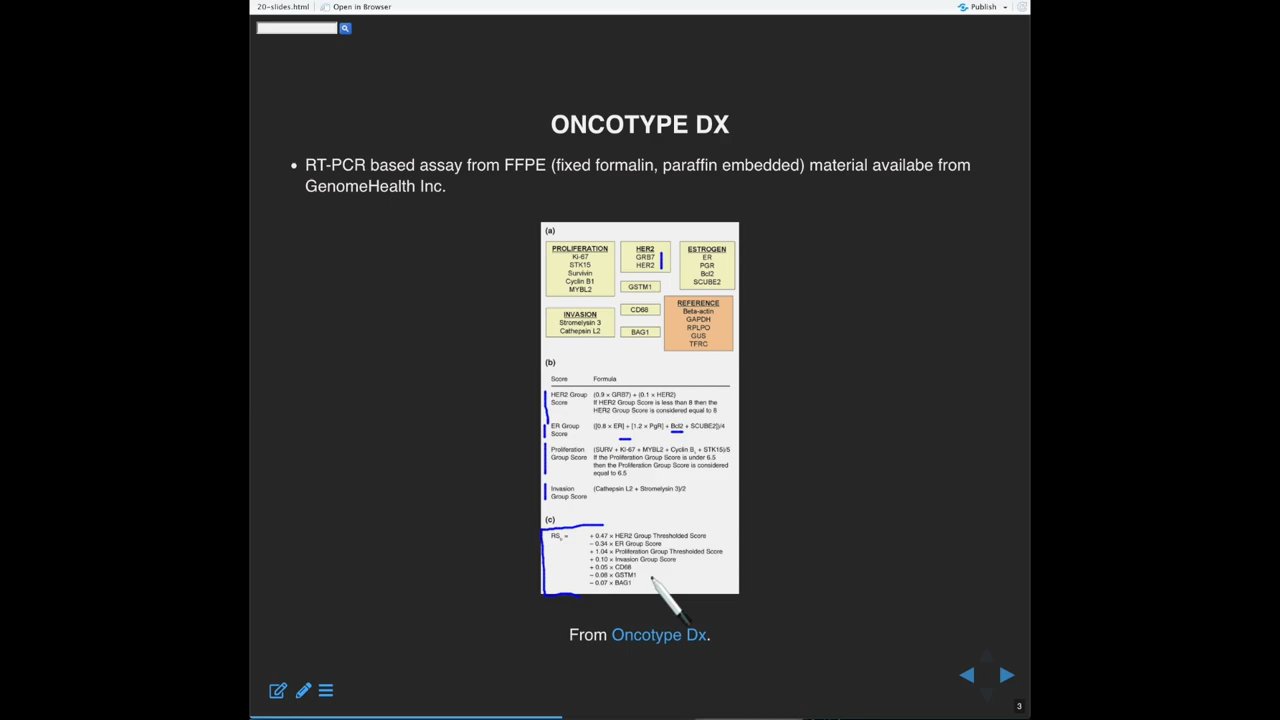 20-slides.html
Open in Browser
Publish
ONCOTYPE DX
RT-PCR based assay from FFPE (fixed formalin, paraffin embedded) material availabe from
GenomeHealth Inc.
(a)
PROLIFERATION
Ki-67
STK15
Survivin
Cyclin B1
MYBL2
HER2
GRB7
HER2
ESTROGEN
ER
PGR
Bcl2
SCUBE2
GSTM1
CD68
BAG1
INVASION
Stromelysin 3
Cathepsin L2
REFERENCE
Beta-actin
GAPDH
RPLPO
GUS
TFRC
(b)
Score Formula
HER2 Group Score (0.9 × GRB7) + (0.1 × HER2)
If HER2 Group Score is less than 8 then the
HER2 Group Score is considered equal to 8
ER Group Score ([0.8 × ER] + [1.2 × PgR] + Bcl2 + SCUBE2])/4
Proliferation Group Score (SURV + Ki-67 + MYBL2 + Cyclin B1 + STK15)/5
If the Proliferation Group Score is under 6.5
then the Proliferation Group Score is considered
equal to 6.5
Invasion Group Score (Cathepsin L2 + Stromelysin 3)/2
(c)
RSu = + 0.47 × HER2 Group Thresholded Score
− 0.34 × ER Group Score
+ 1.04 × Proliferation Group Thresholded Score
+ 0.10 × Invasion Group Score
+ 0.05 × CD68
− 0.08 × GSTM1
− 0.07 × BAG1
From Oncotype Dx.
3